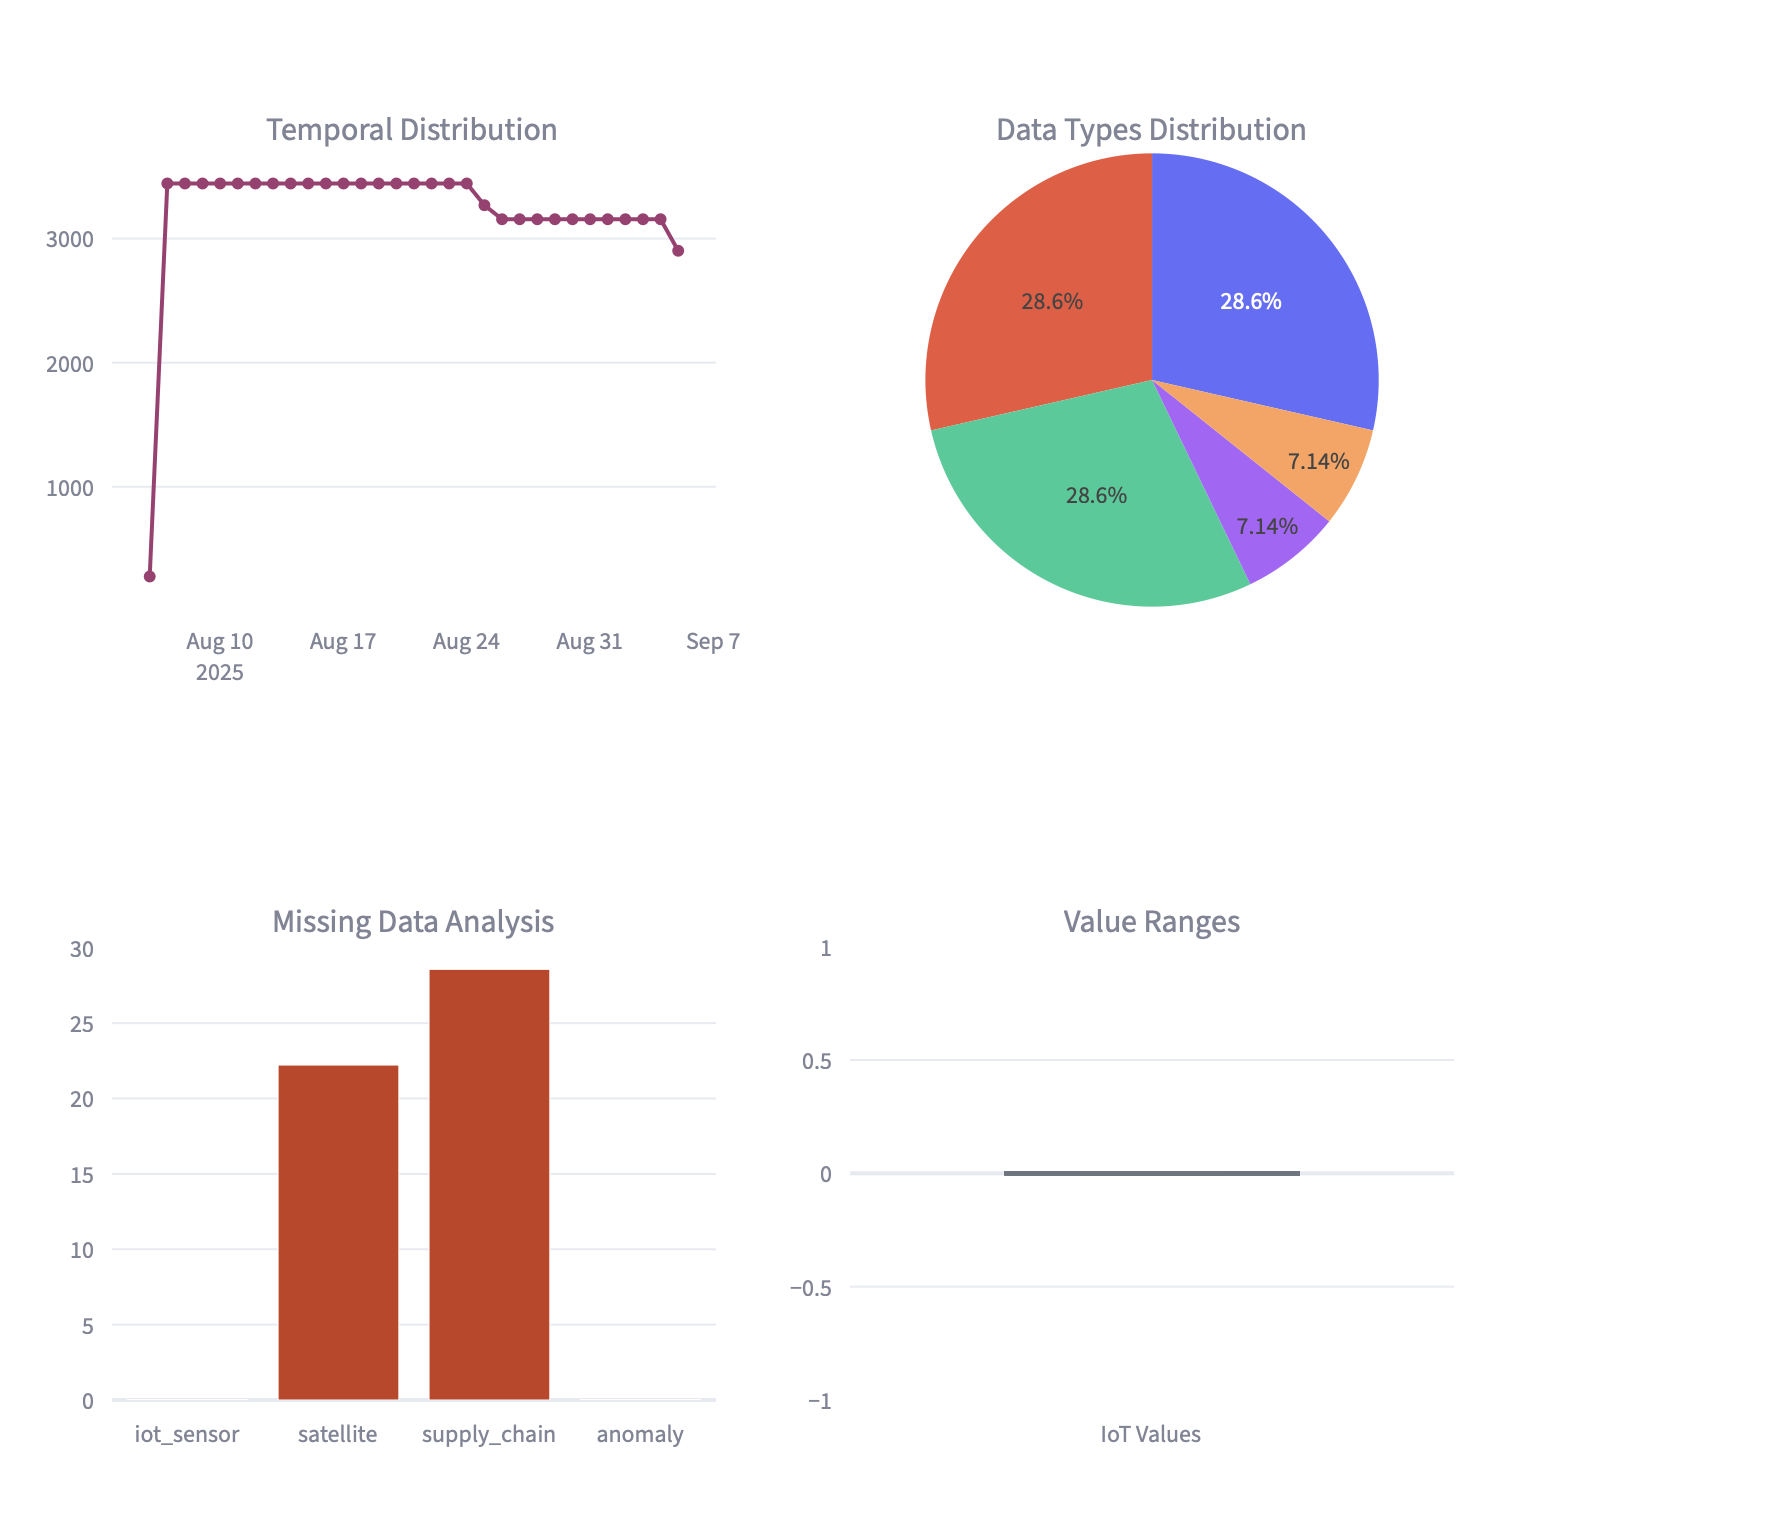 Temporal Distribution
3000
2000
1000
Aug 10
2025
Aug 17
Aug 24
Aug 31
Sep 7
Data Types Distribution
28.6%
28.6%
7.14%
28.6%
7.14%
Missing Data Analysis
30
25
20
15
10
5
0
iot_sensor
satellite
supply_chain
anomaly
Value Ranges
1
0.5
0
−0.5
−1
IoT Values